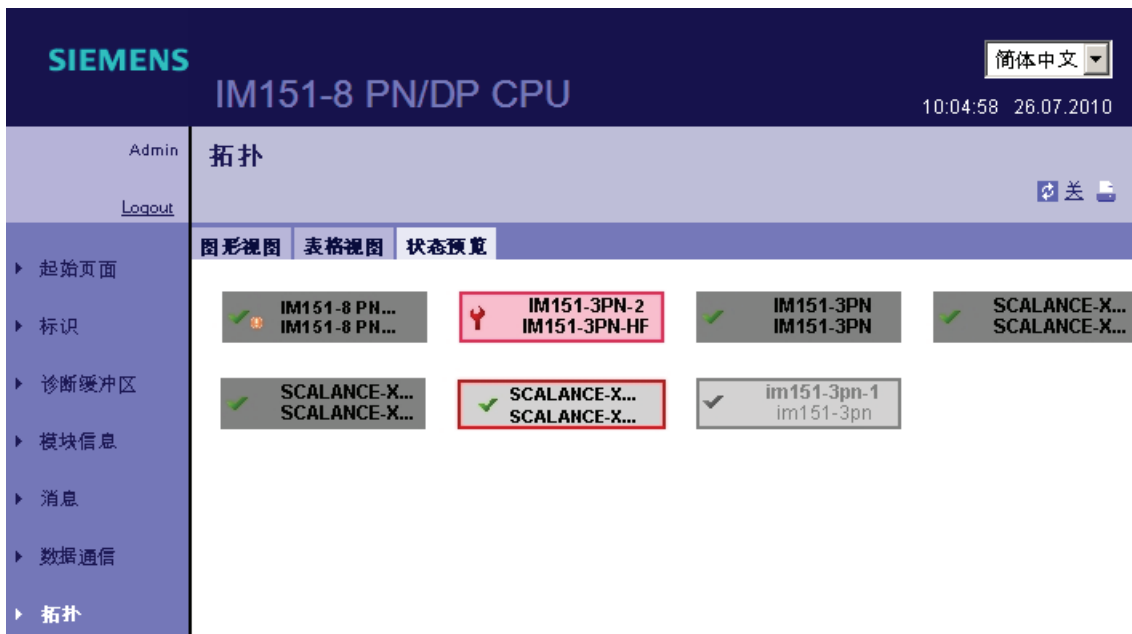 SIEMENS
IM151-8 PN/DP CPU
简体中文
10:04:58 26.07.2010
Admin
拓扑
Logout
关
图形视图 表格视图 状态预览
起始页面
标识
诊断缓冲区
模块信息
消息
数据通信
拓扑
IM151-8 PN...
IM151-8 PN...
IM151-3PN-2
IM151-3PN-HF
IM151-3PN
IM151-3PN
SCALANCE-X...
SCALANCE-X...
SCALANCE-X...
SCALANCE-X...
SCALANCE-X...
SCALANCE-X...
im151-3pn-1
im151-3pn